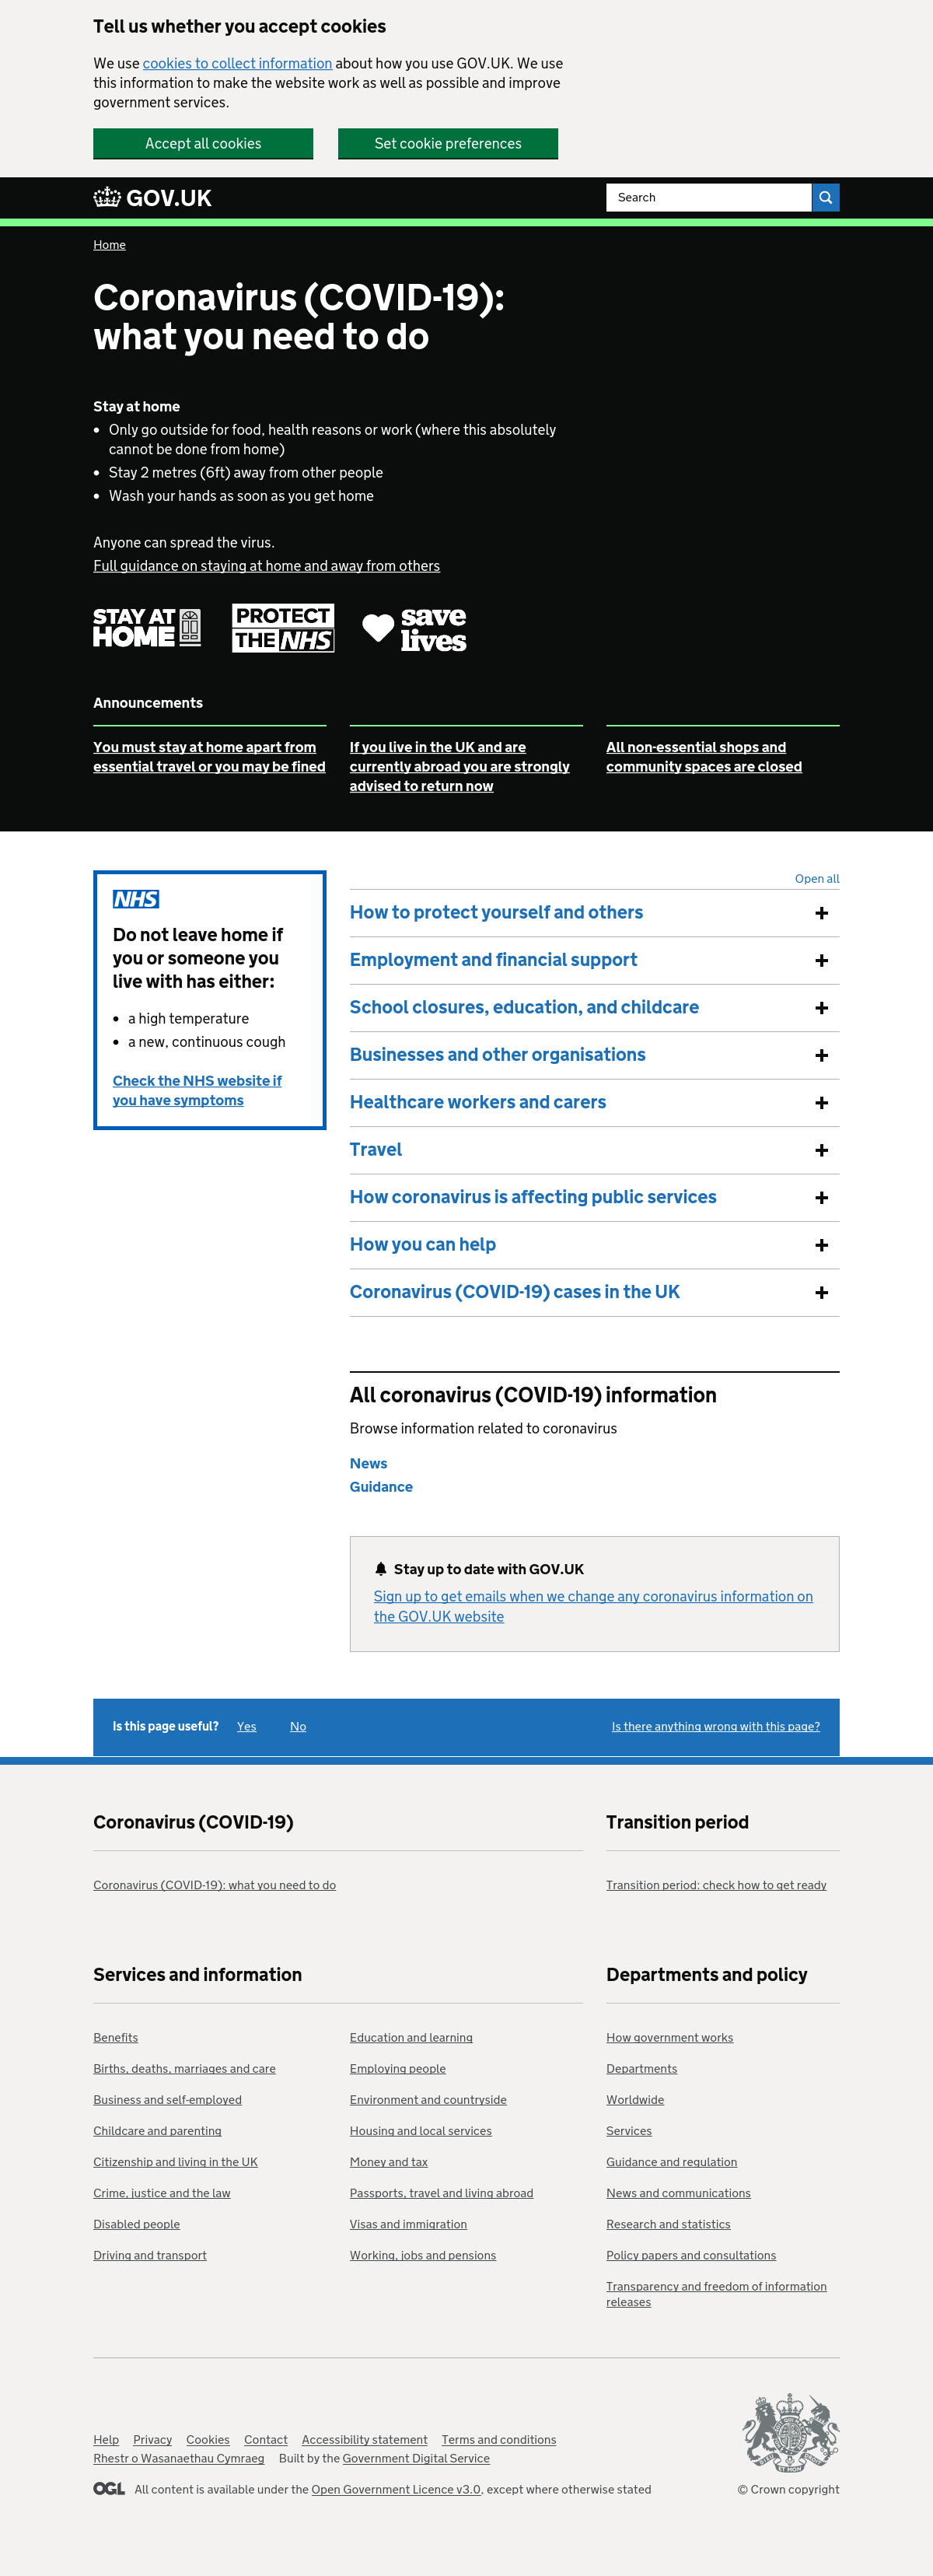 Tell us whether you accept cookies
We use cookies to collect information about how you use GOV.UK. We use
this information to make the website work as well as possible and improve
government services.
Accept all cookies
Set cookie preferences
GOV.UK
Search
Home
Coronavirus (COVID-19):
what you need to do
Stay at home
Only go outside for food, health reasons or work (where this absolutely
cannot be done from home)
Stay 2 metres (6ft) away from other people
Wash your hands as soon as you get home
Anyone can spread the virus.
Full guidance on staying at home and away from others
STAY AT
HOME
PROTECT
THE NHS
save
lives
Announcements
You must stay at home apart from
essential travel or you may be fined
If you live in the UK and are
currently abroad you are strongly
advised to return now
All non-essential shops and
community spaces are closed
NHS
Do not leave home if
you or someone you
live with has either:
a high temperature
a new, continuous cough
Check the NHS website if
you have symptoms
Open all
How to protect yourself and others
Employment and financial support
School closures, education, and childcare
Businesses and other organisations
Healthcare workers and carers
Travel
How coronavirus is affecting public services
How you can help
Coronavirus (COVID-19) cases in the UK
All coronavirus (COVID-19) information
Browse information related to coronavirus
News
Guidance
Stay up to date with GOV.UK
Sign up to get emails when we change any coronavirus information on
the GOV.UK website
Is this page useful?
Yes
No
Is there anything wrong with this page?
Coronavirus (COVID-19)
Coronavirus (COVID-19): what you need to do
Transition period
Transition period: check how to get ready
Services and information
Benefits
Births, deaths, marriages and care
Business and self-employed
Childcare and parenting
Citizenship and living in the UK
Crime, justice and the law
Disabled people
Driving and transport
Education and learning
Employing people
Environment and countryside
Housing and local services
Money and tax
Passports, travel and living abroad
Visas and immigration
Working, jobs and pensions
Departments and policy
How government works
Departments
Worldwide
Services
Guidance and regulation
News and communications
Research and statistics
Policy papers and consultations
Transparency and freedom of information
releases
Help
Privacy
Cookies
Contact
Accessibility statement
Terms and conditions
Rhestr o Wasanaethau Cymraeg
Built by the Government Digital Service
OGL
All content is available under the Open Government Licence v3.0, except where otherwise stated
© Crown copyright